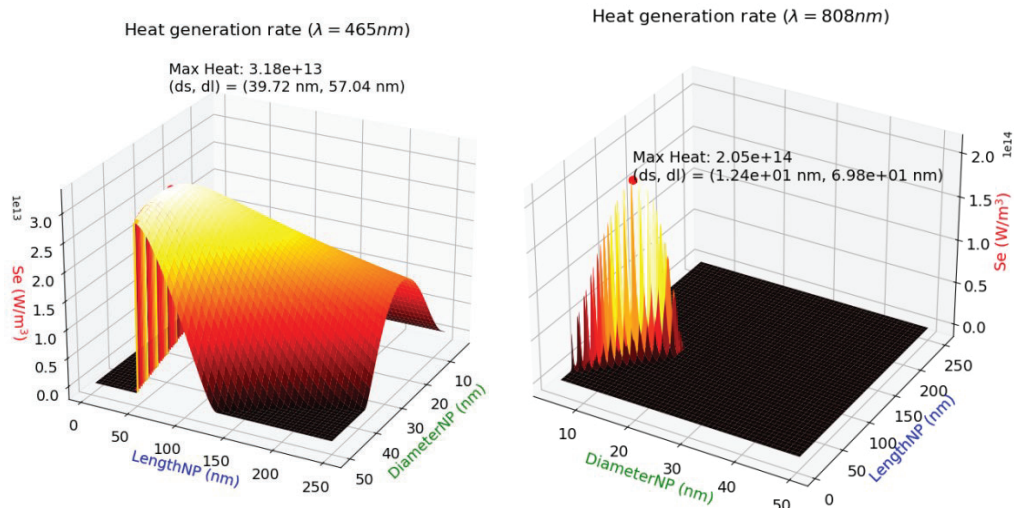 Heat generation rate (λ = 465nm)
Max Heat: 3.18e+13
(ds, dl) = (39.72 nm, 57.04 nm)
1e13
3.0
2.5
2.0
1.5
1.0
0.5
0.0
Se (W/m³)
0
50
100
150
200
250
LengthNP (nm)
10
20
30
40
50
DiameterNP (nm)
Heat generation rate (λ = 808nm)
Max Heat: 2.05e+14
(ds, dl) = (1.24e+01 nm, 6.98e+01 nm)
1e14
2.0
1.5
1.0
0.5
0.0
Se (W/m³)
10
20
30
40
50
DiameterNP (nm)
250
200
150
100
50
0
LengthNP (nm)